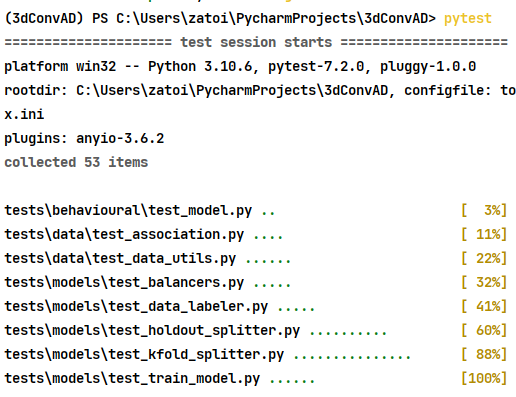 (3dConvAD) PS C:\Users\zatoi\PycharmProjects\3dConvAD> pytest
==================== test session starts ====================
platform win32 -- Python 3.10.6, pytest-7.2.0, pluggy-1.0.0
rootdir: C:\Users\zatoi\PycharmProjects\3dConvAD, configfile: to
x.ini
plugins: anyio-3.6.2
collected 53 items
tests\behavioural\test_model.py .. [  3%]
tests\data\test_association.py .... [ 11%]
tests\data\test_data_utils.py ...... [ 22%]
tests\models\test_balancers.py ..... [ 32%]
tests\models\test_data_labeler.py ..... [ 41%]
tests\models\test_holdout_splitter.py .......... [ 60%]
tests\models\test_kfold_splitter.py ............... [ 88%]
tests\models\test_train_model.py ...... [100%]